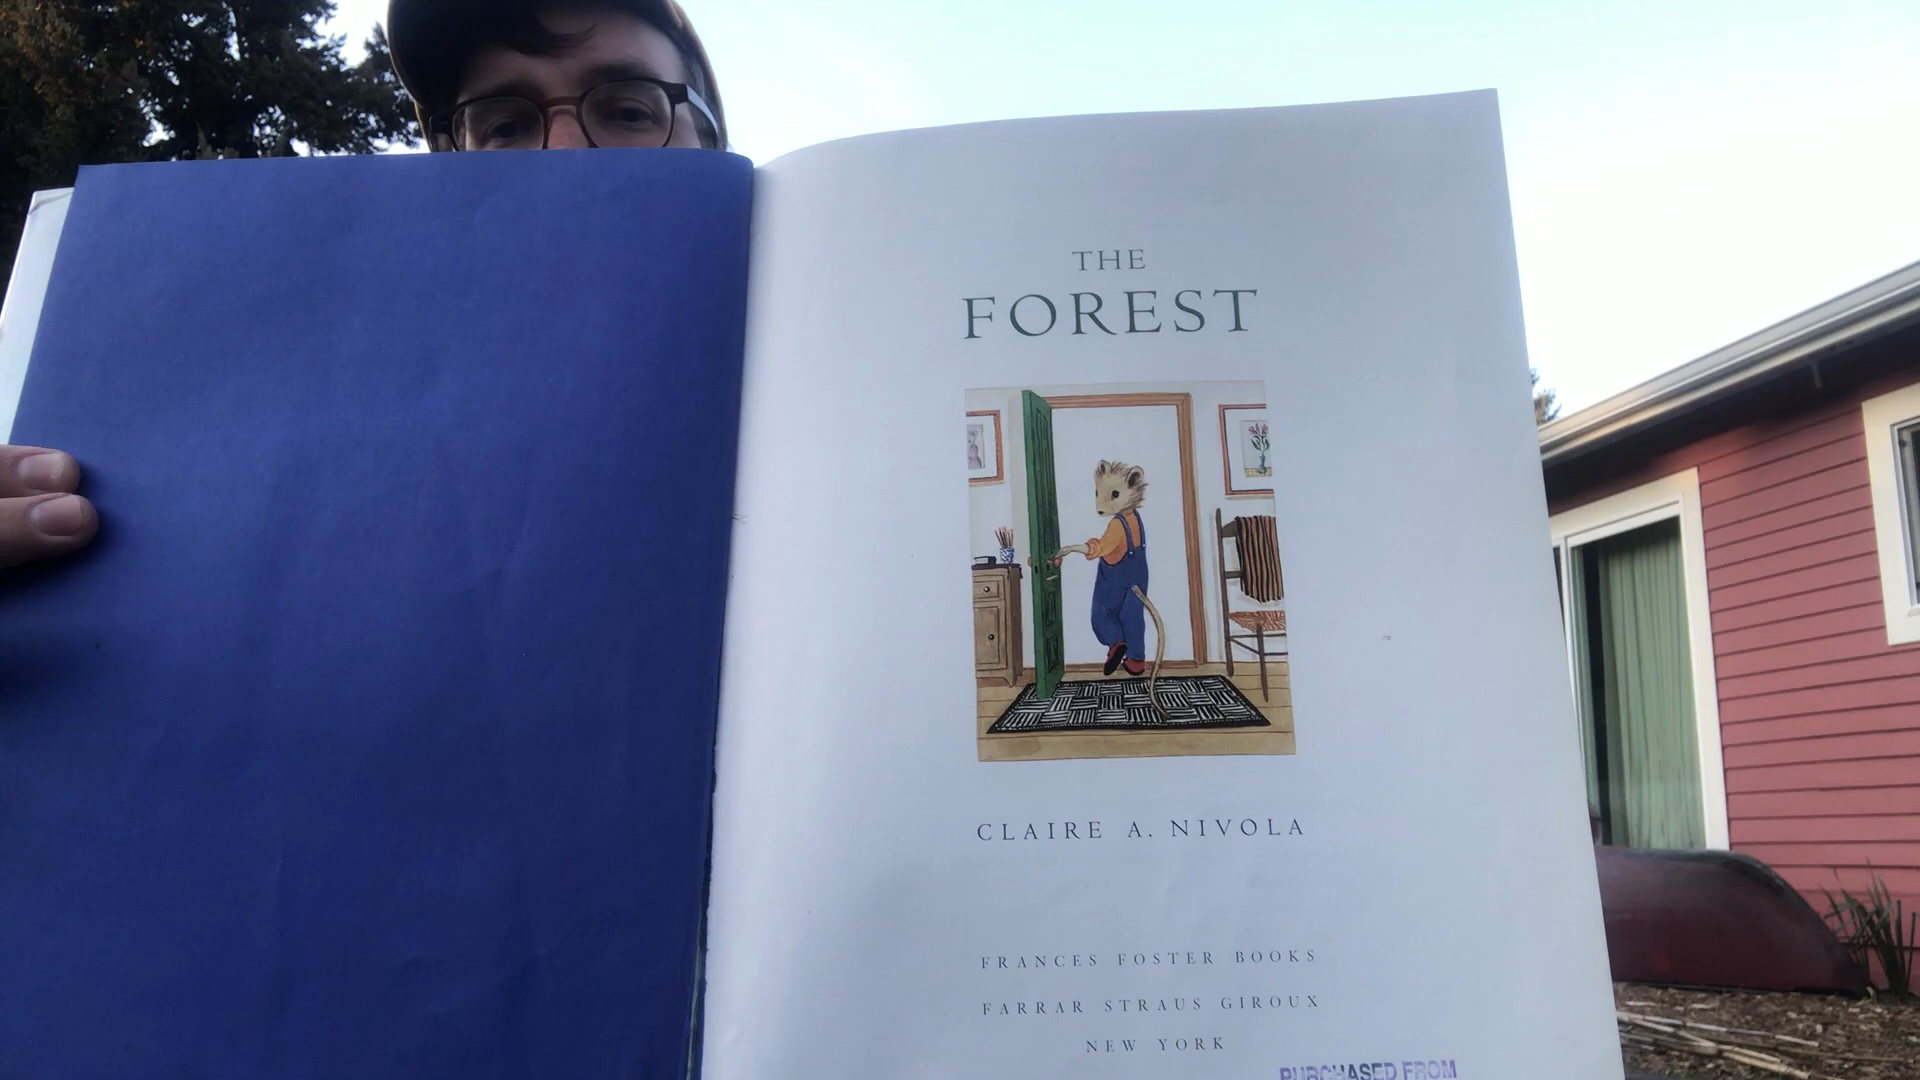 THE
FOREST
CLAIRE A. NIVOLA
FRANCES FOSTER BOOKS
FARRAR STRAUS GIROUX
NEW YORK
PURCHASED FROM